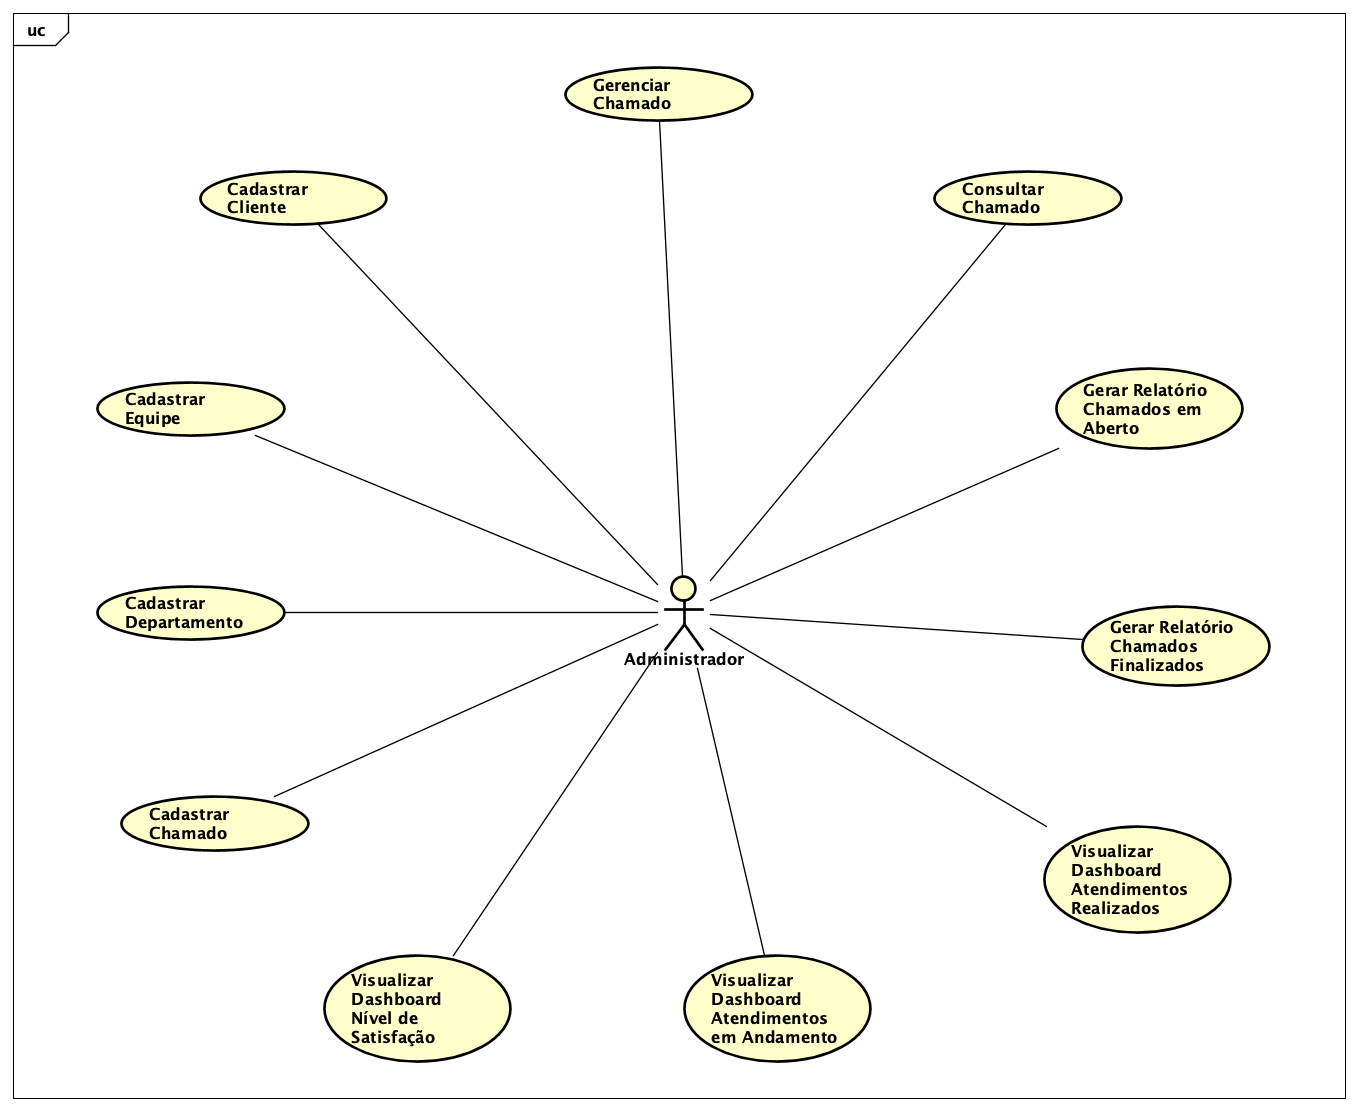 uc
Gerenciar
Chamado
Cadastrar
Cliente
Consultar
Chamado
Cadastrar
Equipe
Gerar Relatório
Chamados em
Aberto
Cadastrar
Departamento
Gerar Relatório
Chamados
Finalizados
Administrador
Cadastrar
Chamado
Visualizar
Dashboard
Atendimentos
Realizados
Visualizar
Dashboard
Nível de
Satisfação
Visualizar
Dashboard
Atendimentos
em Andamento